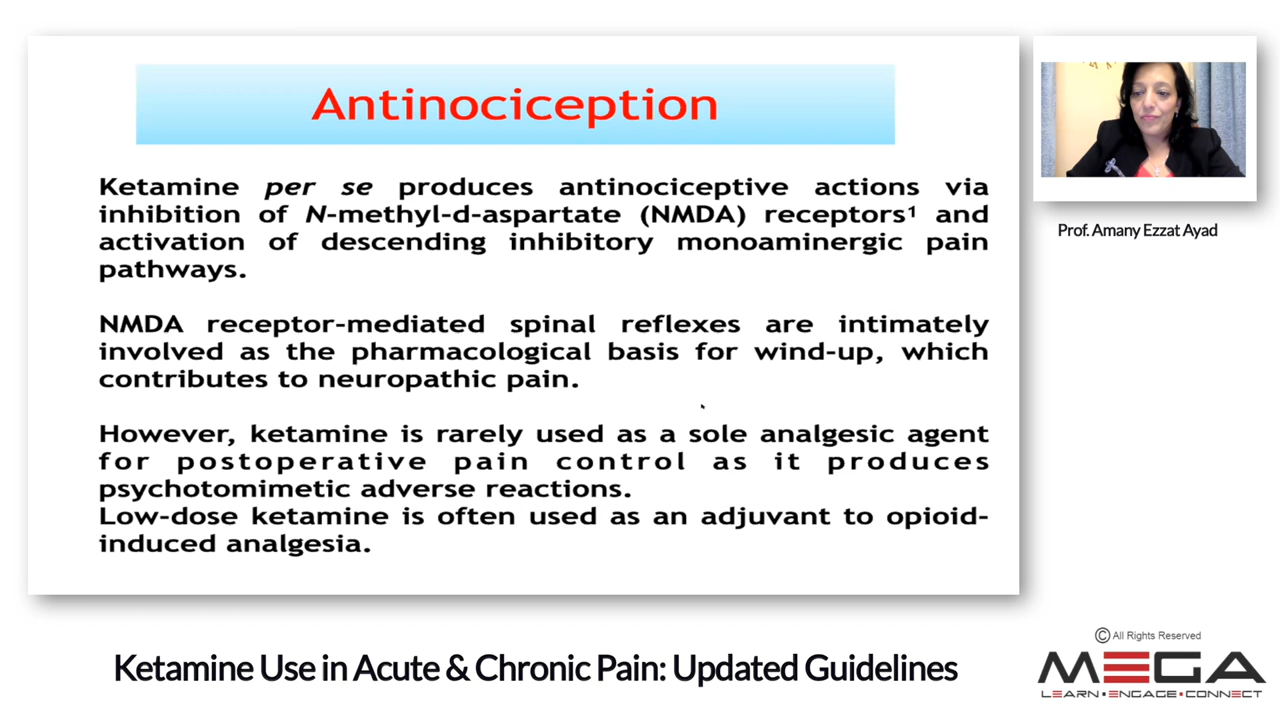 Antinociception
Ketamine per se produces antinociceptive actions via
inhibition of N-methyl-d-aspartate (NMDA) receptors¹ and
activation of descending inhibitory monoaminergic pain
pathways.
NMDA receptor-mediated spinal reflexes are intimately
involved as the pharmacological basis for wind-up, which
contributes to neuropathic pain.
However, ketamine is rarely used as a sole analgesic agent
for postoperative pain control as it produces
psychotomimetic adverse reactions.
Low-dose ketamine is often used as an adjuvant to opioid-
induced analgesia.
Prof. Amany Ezzat Ayad
Ketamine Use in Acute & Chronic Pain: Updated Guidelines
© All Rights Reserved
MEGA
LEARN • ENGAGE • CONNECT